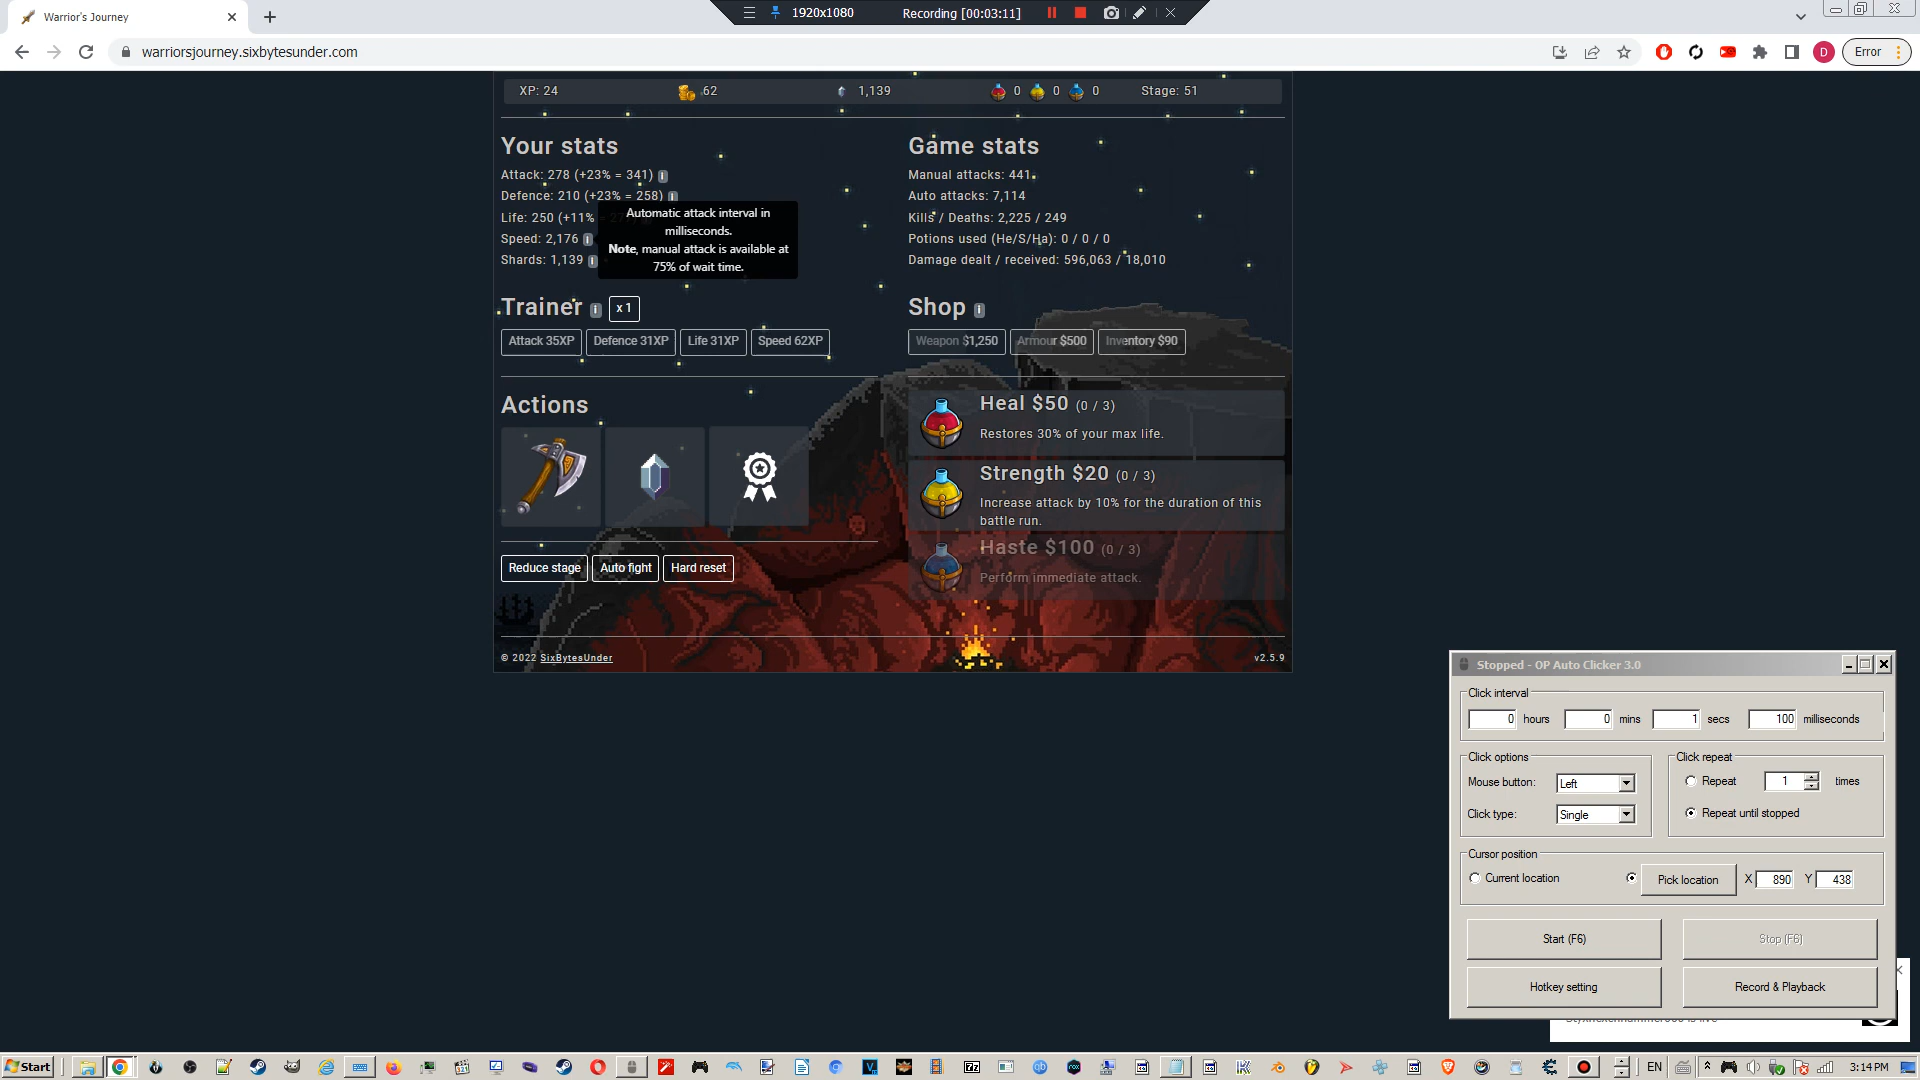 Warrior's Journey
1920x1080
Recording [00:03:11]
warriorsjourney.sixbytesunder.com
D
Error
XP: 24
62
1,139
0
0
0
Stage: 51
Your stats
Attack: 278 (+23% = 341)
Defence: 210 (+23% = 258)
Life: 250 (+11%
Speed: 2,176
Shards: 1,139
Automatic attack interval in
milliseconds.
Note, manual attack is available at
75% of wait time.
Game stats
Manual attacks: 441
Auto attacks: 7,114
Kills / Deaths: 2,225 / 249
Potions used (He/S/Ha): 0 / 0 / 0
Damage dealt / received: 596,063 / 18,010
Trainer
x 1
Attack 35XP
Defence 31XP
Life 31XP
Speed 62XP
Shop
Weapon $1,250
Armour $500
Inventory $90
Actions
Reduce stage
Auto fight
Hard reset
Heal $50 (0 / 3)
Restores 30% of your max life.
Strength $20 (0 / 3)
Increase attack by 10% for the duration of this
battle run.
Haste $100 (0 / 3)
Perform immediate attack.
© 2022 SixBytesUnder
v2.5.9
Stopped - OP Auto Clicker 3.0
Click interval
0 hours
0 mins
1 secs
100 milliseconds
Click options
Mouse button: Left
Click type: Single
Click repeat
Repeat 1 times
Repeat until stopped
Cursor position
Current location
Pick location
X 890
Y 438
Start (F6)
Stop (F6)
Hotkey setting
Record & Playback
Start
EN
3:14 PM